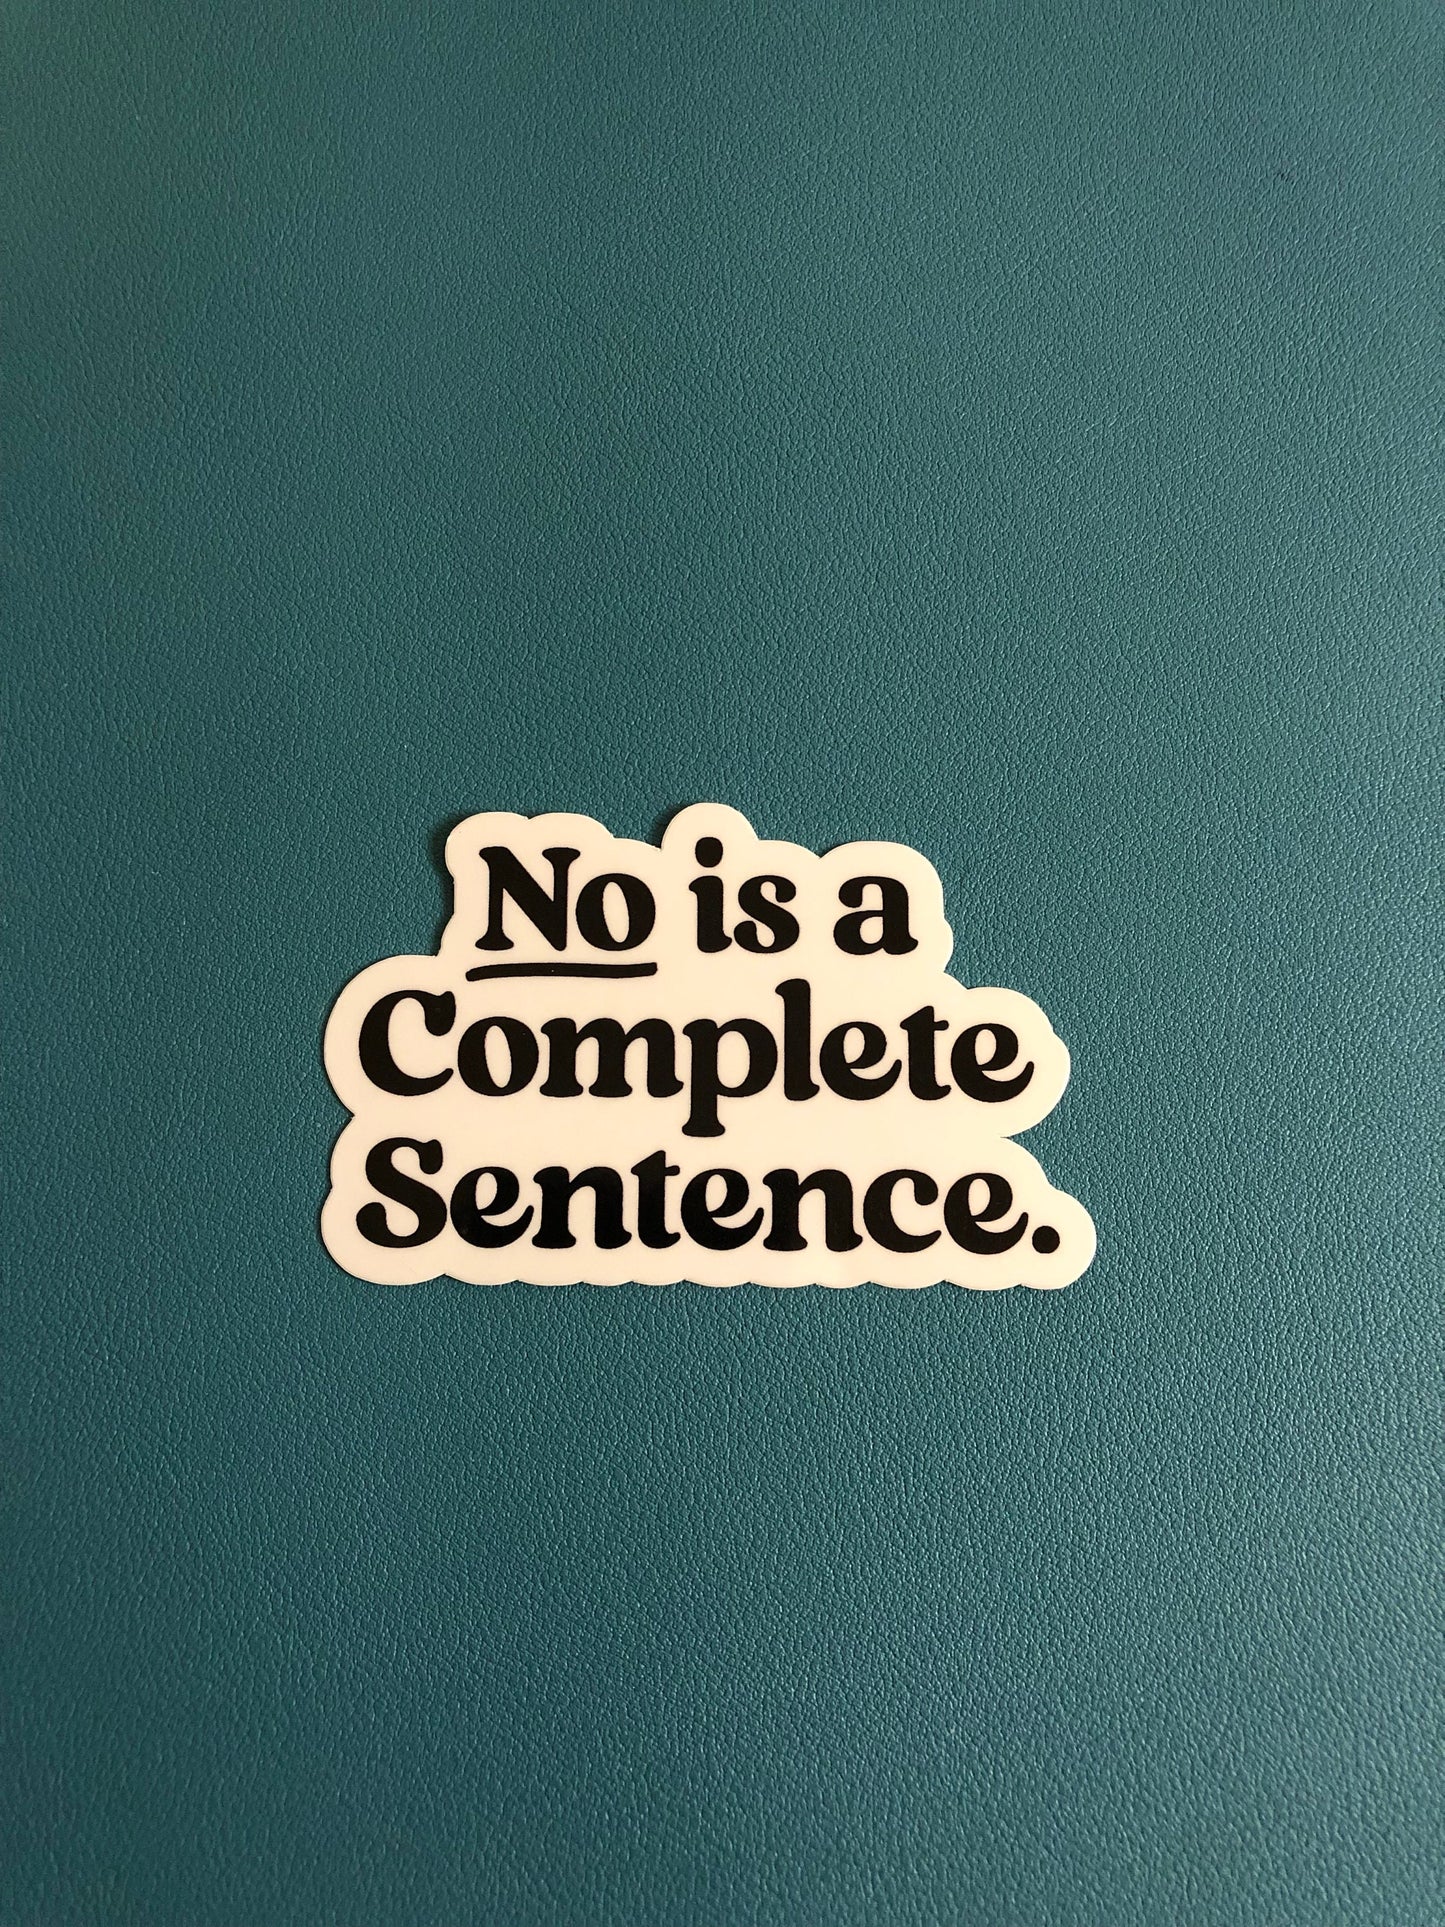 No is a
Complete
Sentence.